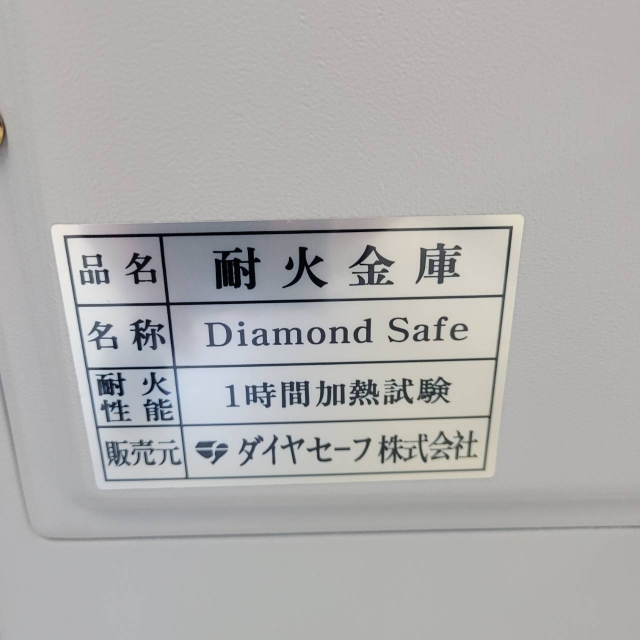 品名 耐火金庫
名称 Diamond Safe
耐火性能 1時間加熱試験
販売元 ダイヤセーフ株式会社